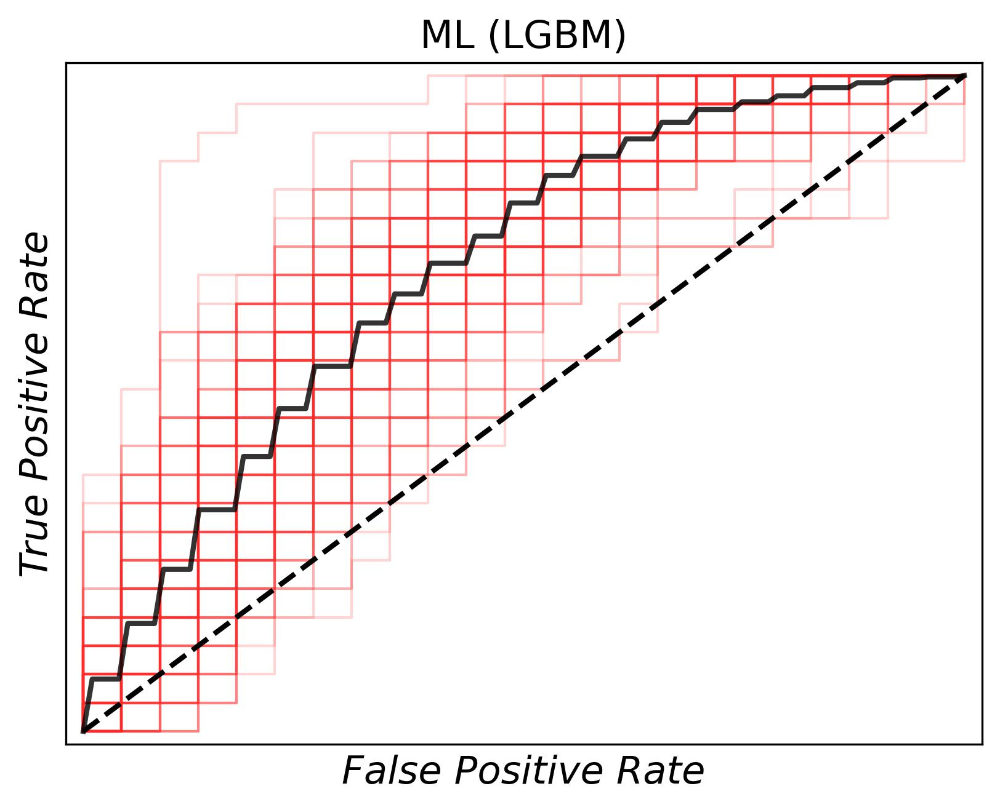 ML (LGBM)
True Positive Rate
False Positive Rate